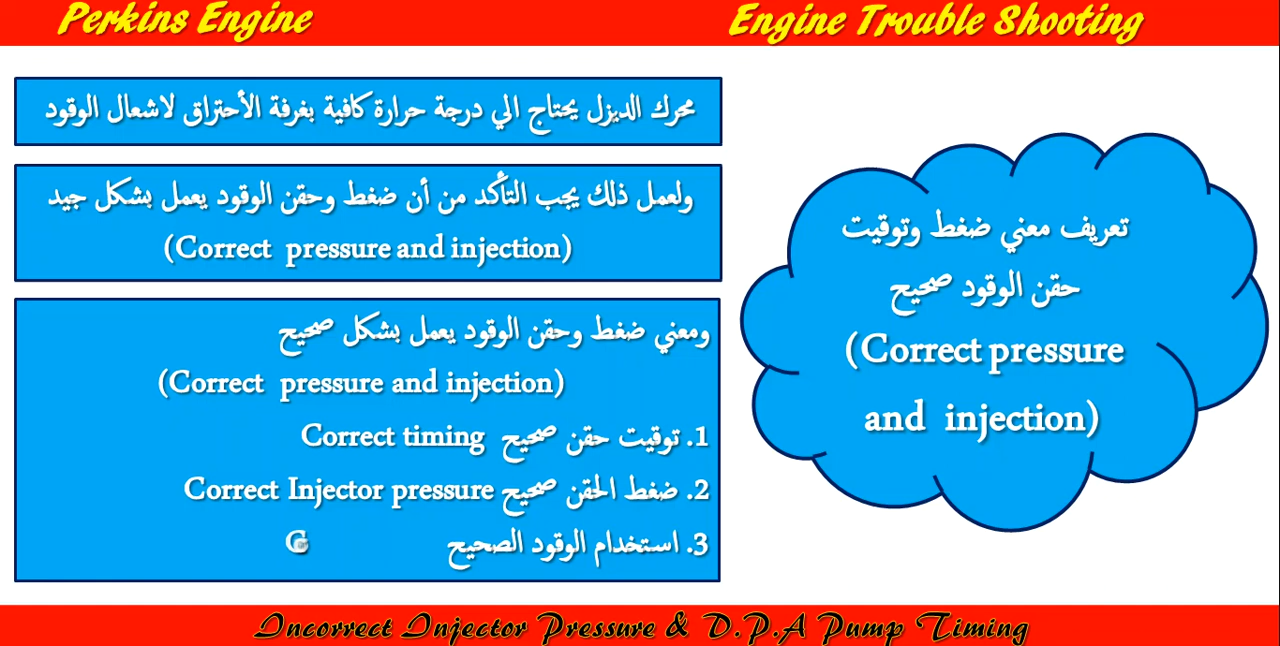 Perkins Engine
Engine Trouble Shooting
محرك الديزل يحتاج الي درجة حرارة كافية بغرفة الأحتراق لاشعال الوقود
ولعمل ذلك يجب التأكد من أن ضغط وحقن الوقود يعمل بشكل جيد
(Correct pressure and injection)
ومعني ضغط وحقن الوقود يعمل بشكل صحيح
(Correct pressure and injection)
1. توقيت حقن صحيح Correct timing
2. ضغط الحقن صحيح Correct Injector pressure
3. استخدام الوقود الصحيح
تعريف معني ضغط وتوقيت
حقن الوقود صحيح
(Correct pressure
and injection)
Incorrect Injector Pressure & D.P.A Pump Timing